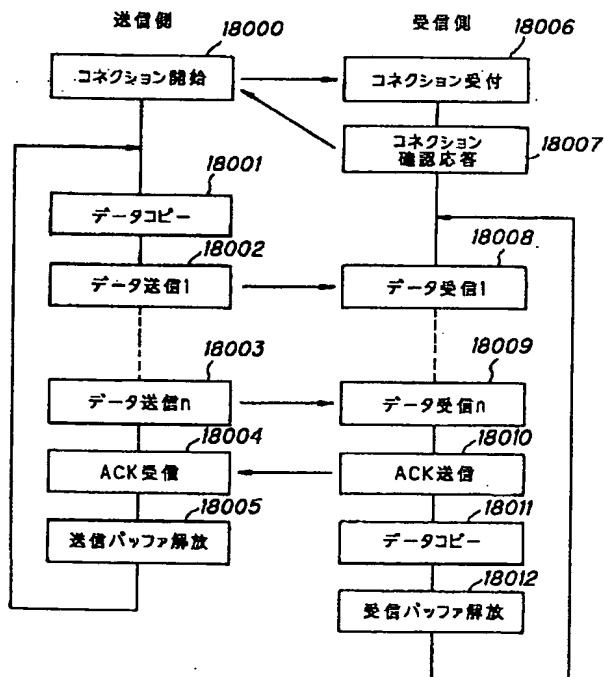 送信側
受信側
18000
18006
コネクション開給
コネクション受付
コネクション
確認応答
18007
18001
データコピー
18002
18008
データ送信1
データ受信1
18003
18009
データ送信n
データ受信n
18004
18010
ACK受信
ACK送信
18005
18011
送信バッファ解放
データコピー
18012
受信バッファ解放